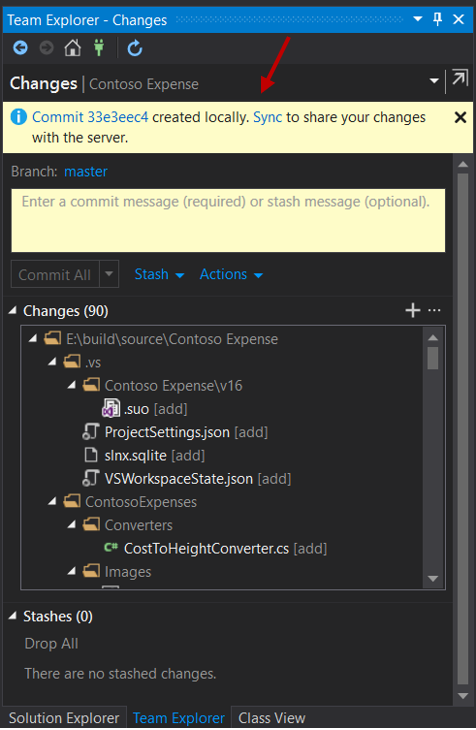 Team Explorer - Changes
Changes | Contoso Expense
Commit 33e3eec4 created locally. Sync to share your changes
with the server.
Branch: master
Enter a commit message (required) or stash message (optional).
Commit All Stash Actions
Changes (90)
E:\build\source\Contoso Expense
.vs
Contoso Expense\v16
.suo [add]
ProjectSettings.json [add]
slnx.sqlite [add]
VSWorkspaceState.json [add]
ContosoExpenses
Converters
C# CostToHeightConverter.cs [add]
Images
Stashes (0)
Drop All
There are no stashed changes.
Solution Explorer Team Explorer Class View